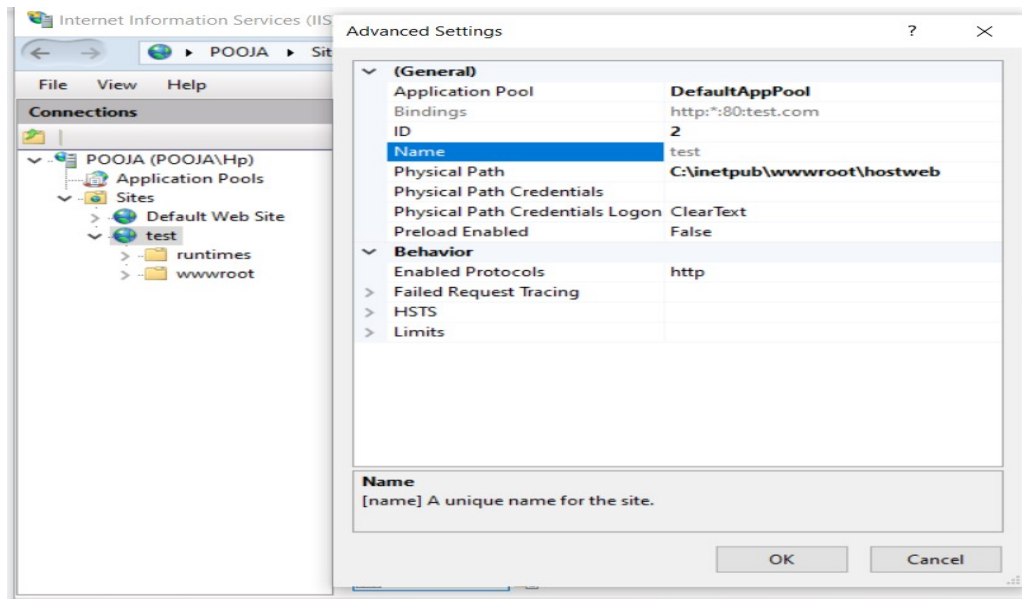 Internet Information Services (IIS
POOJA ▸ Sit
File View Help
Connections
POOJA (POOJA\Hp)
Application Pools
Sites
Default Web Site
test
runtimes
wwwroot
Advanced Settings ? ×
(General)
Application Pool DefaultAppPool
Bindings http:*:80:test.com
ID 2
Name test
Physical Path C:\inetpub\wwwroot\hostweb
Physical Path Credentials
Physical Path Credentials Logon ClearText
Preload Enabled False
Behavior
Enabled Protocols http
Failed Request Tracing
HSTS
Limits
Name
[name] A unique name for the site.
OK Cancel